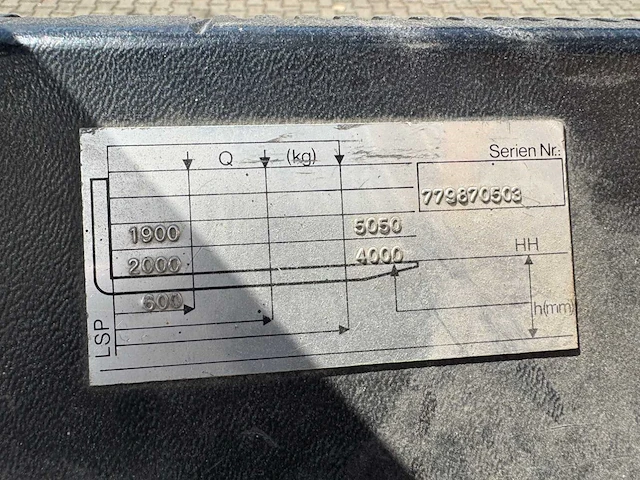 Q (kg)
Serien Nr.:
779870503
1900 5050
2000 4000
HH
600
h(mm)
LSP